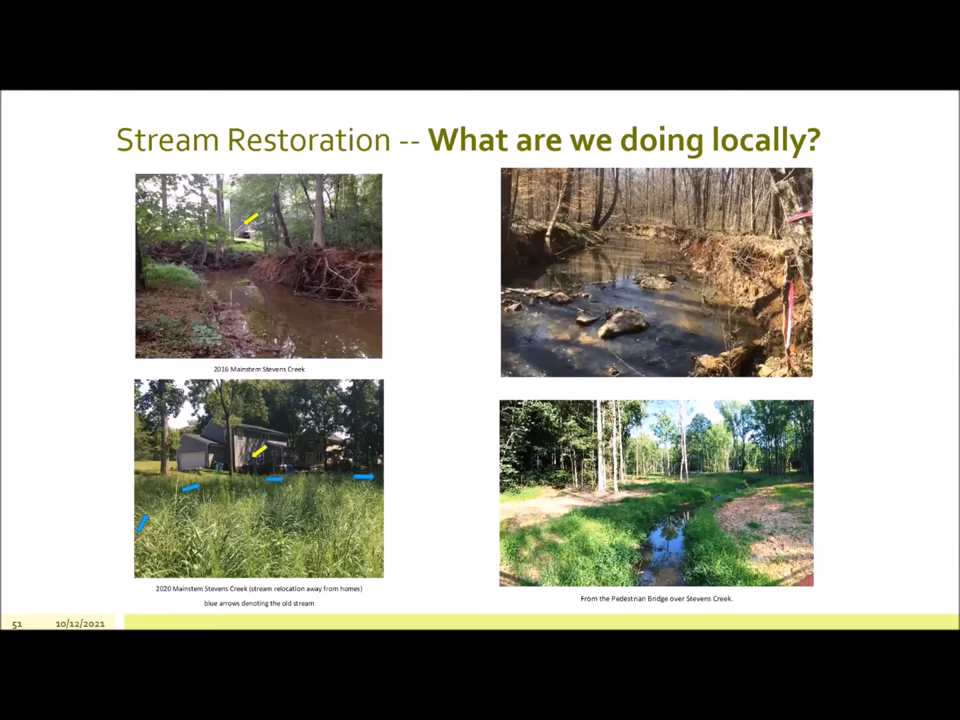 Stream Restoration -- What are we doing locally?
2016 Mainstem Stevens Creek
2020 Mainstem Stevens Creek (stream relocation away from homes)
blue arrows denoting the old stream
From the Pedestrian Bridge over Stevens Creek.
51 10/12/2021